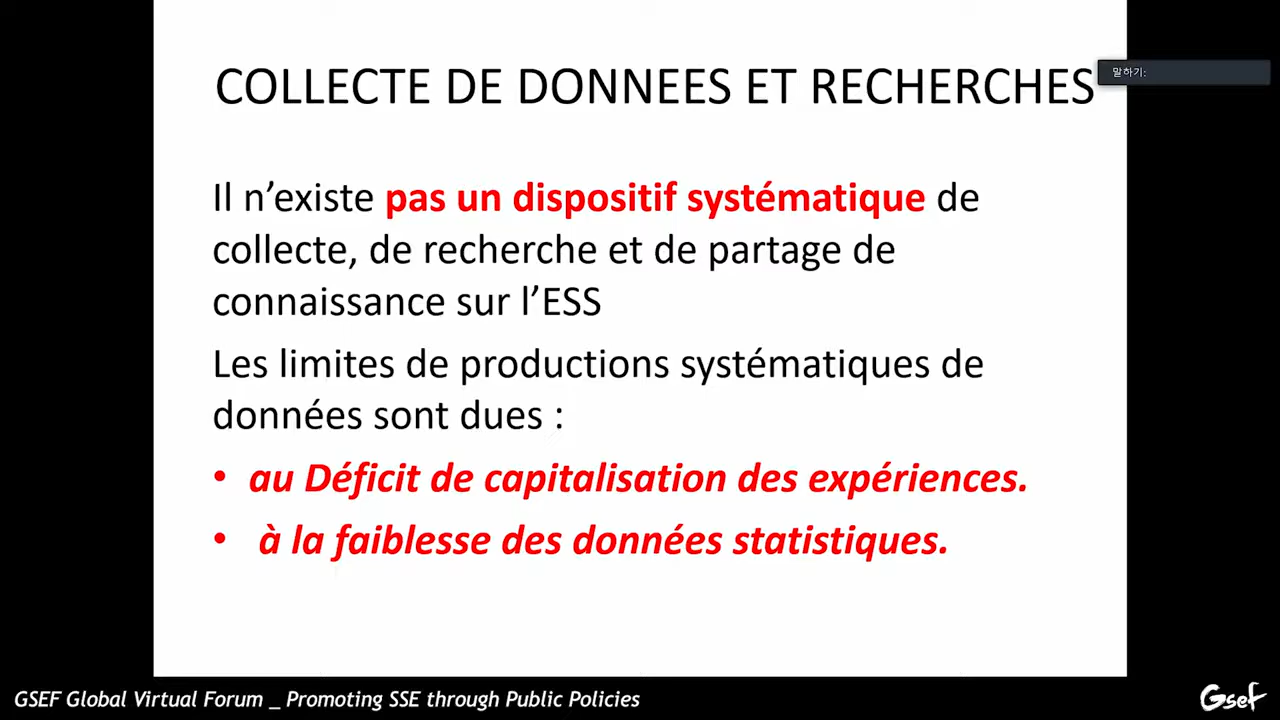 COLLECTE DE DONNEES ET RECHERCHES
말하기:
Il n’existe pas un dispositif systématique de
collecte, de recherche et de partage de
connaissance sur l’ESS
Les limites de productions systématiques de
données sont dues :
• au Déficit de capitalisation des expériences.
• à la faiblesse des données statistiques.
GSEF Global Virtual Forum _ Promoting SSE through Public Policies
Gsef